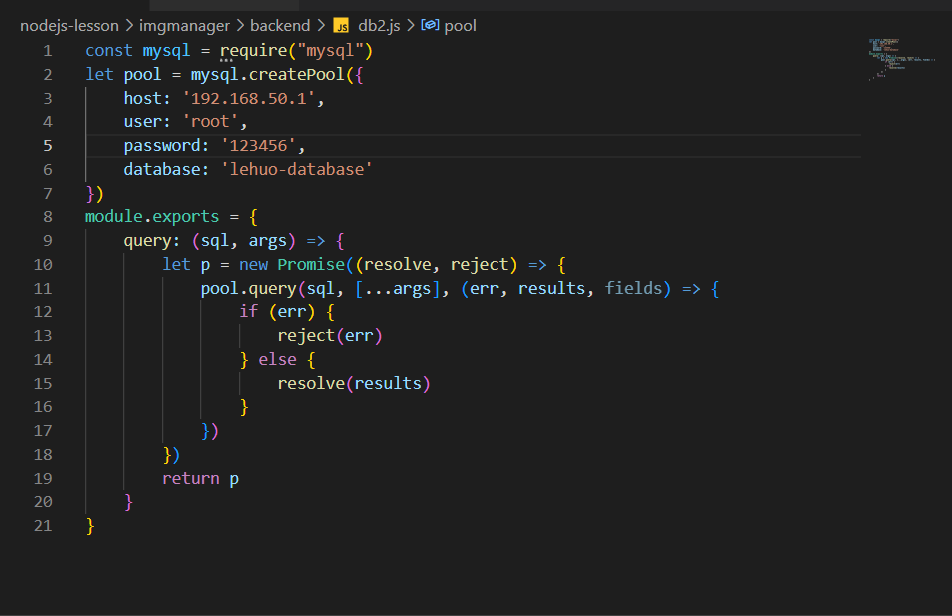 nodejs-lesson > imgmanager > backend > JS db2.js > pool
1 const mysql = require("mysql")
2 let pool = mysql.createPool({
3     host: '192.168.50.1',
4     user: 'root',
5     password: '123456',
6     database: 'lehuo-database'
7 })
8 module.exports = {
9     query: (sql, args) => {
10         let p = new Promise((resolve, reject) => {
11             pool.query(sql, [...args], (err, results, fields) => {
12                 if (err) {
13                     reject(err)
14                 } else {
15                     resolve(results)
16                 }
17             })
18         })
19         return p
20     }
21 }